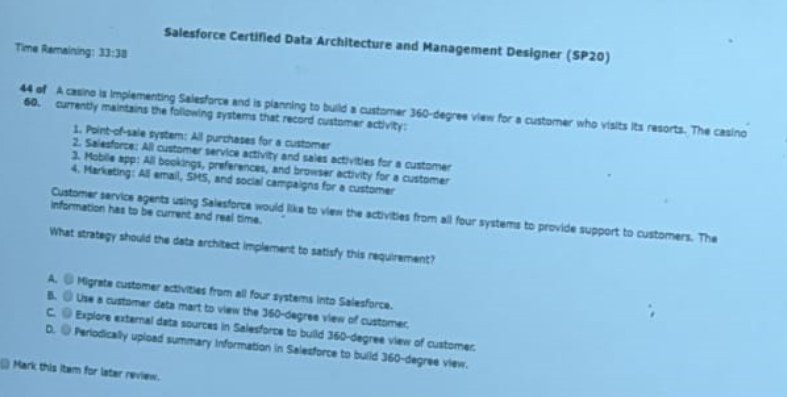 Salesforce Certified Data Architecture and Management Designer (SP20)
Time Remaining: 33:38
44 of A casino is implementing Salesforce and is planning to build a customer 360-degree view for a customer who visits its resorts. The casino
60. currently maintains the following systems that record customer activity:
1. Point-of-sale system: All purchases for a customer
2. Salesforce: All customer service activity and sales activities for a customer
3. Mobile app: All bookings, preferences, and browser activity for a customer
4. Marketing: All email, SMS, and social campaigns for a customer
Customer service agents using Salesforce would like to view the activities from all four systems to provide support to customers. The
information has to be current and real time.
What strategy should the data architect implement to satisfy this requirement?
A. Migrate customer activities from all four systems into Salesforce.
B. Use a customer data mart to view the 360-degree view of customer.
C. Explore external data sources in Salesforce to build 360-degree view of customer.
D. Periodically upload summary information in Salesforce to build 360-degree view.
Mark this item for later review.